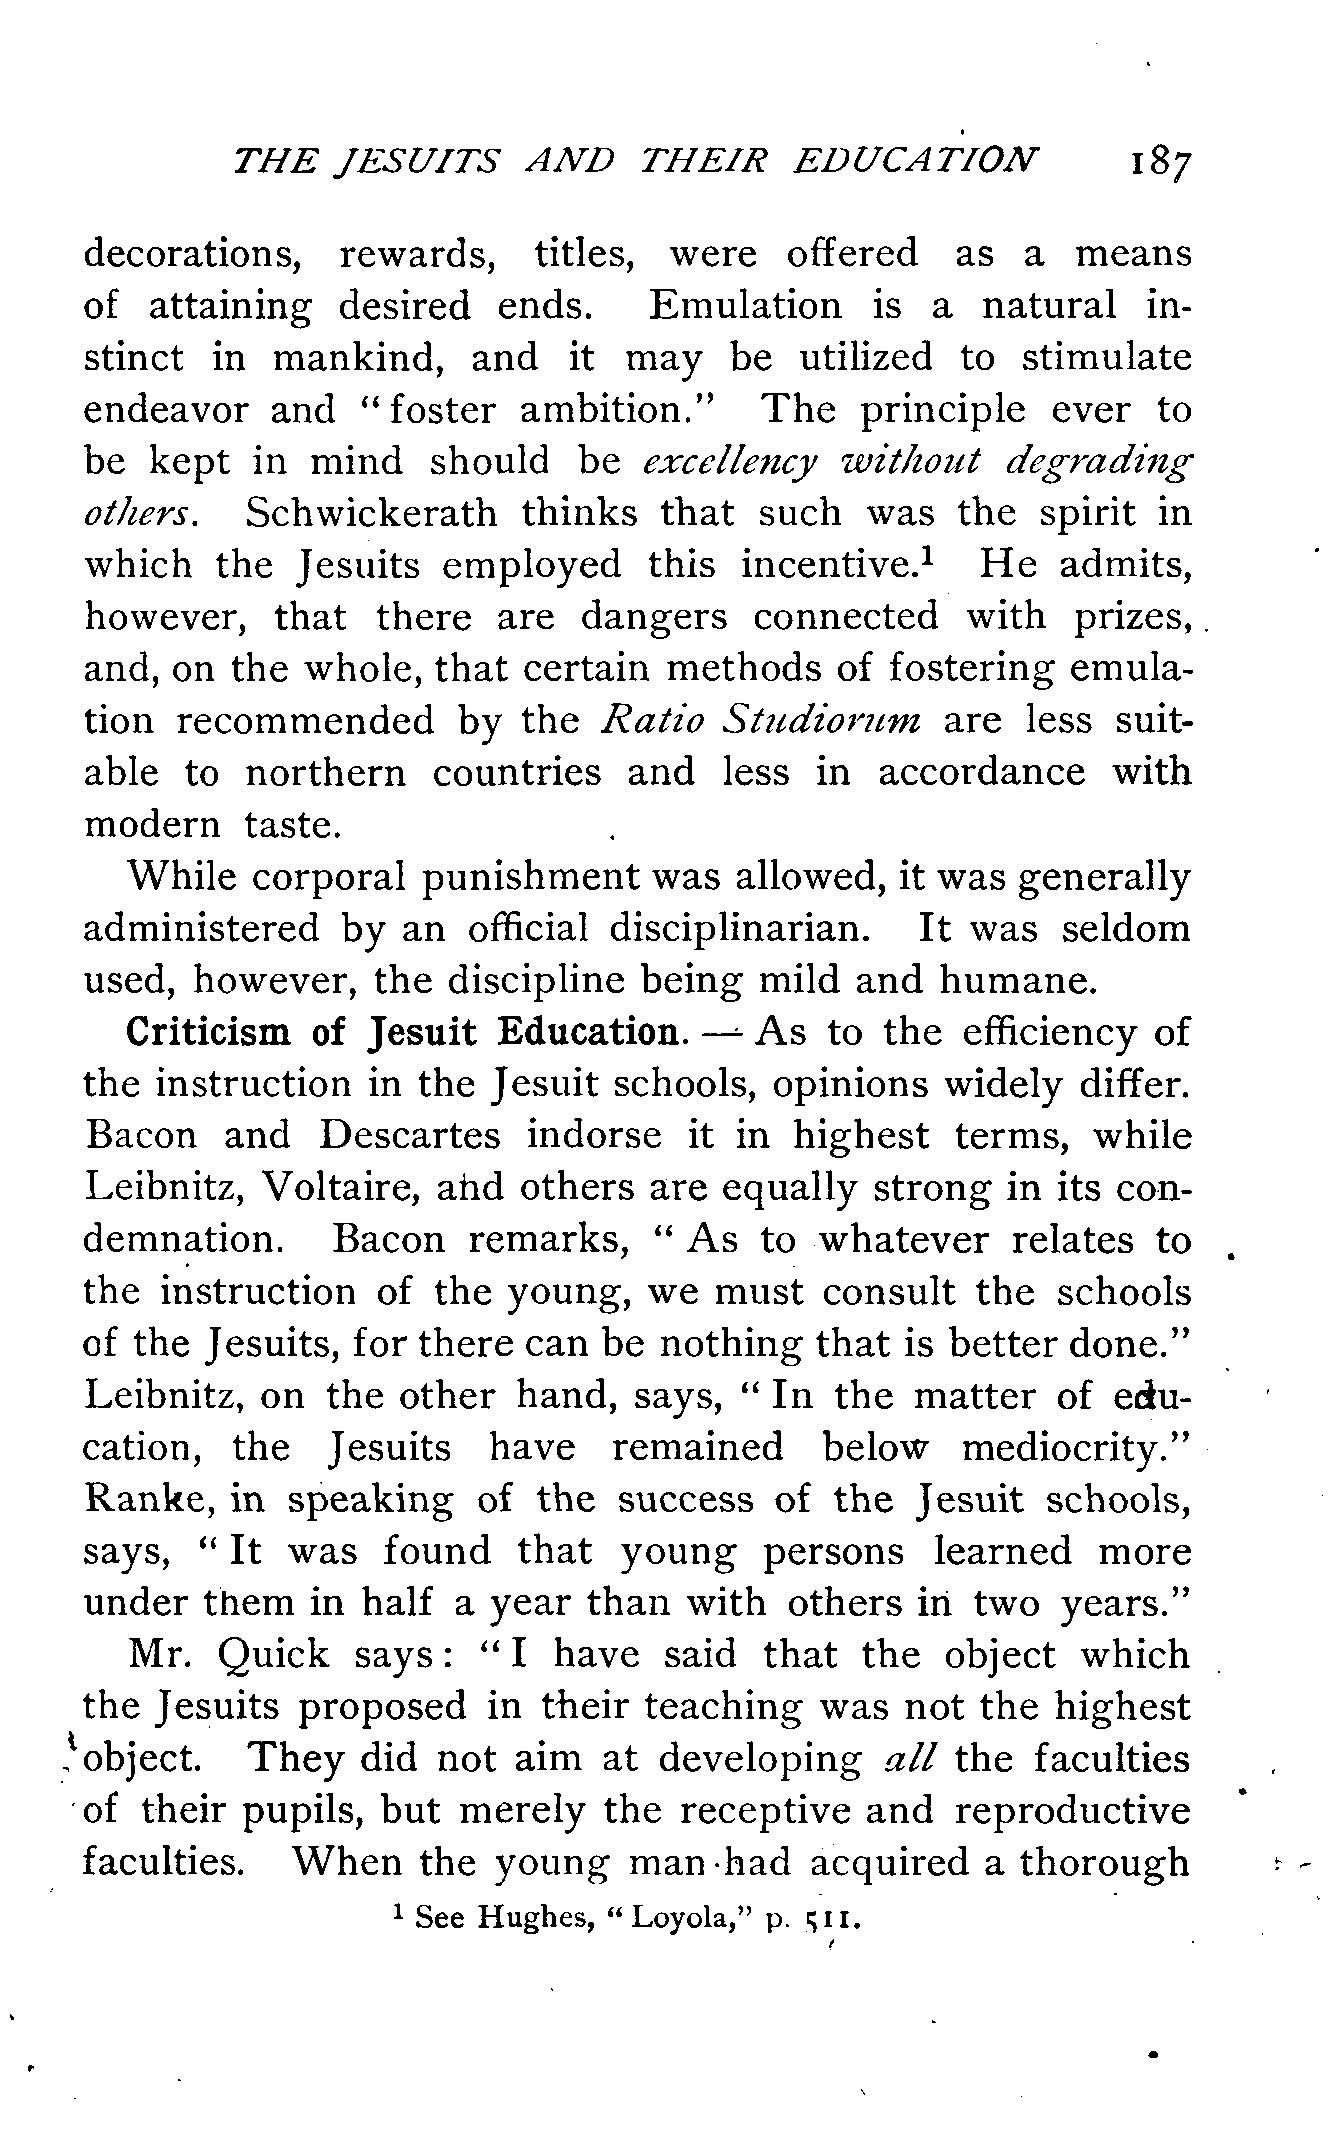 THE JESUITS AND THEIR EDUCATION 187
decorations, rewards, titles, were offered as a means
of attaining desired ends. Emulation is a natural in-
stinct in mankind, and it may be utilized to stimulate
endeavor and “foster ambition.” The principle ever to
be kept in mind should be excellency without degrading
others. Schwickerath thinks that such was the spirit in
which the Jesuits employed this incentive.¹ He admits,
however, that there are dangers connected with prizes,
and, on the whole, that certain methods of fostering emula-
tion recommended by the Ratio Studiorum are less suit-
able to northern countries and less in accordance with
modern taste.
While corporal punishment was allowed, it was generally
administered by an official disciplinarian. It was seldom
used, however, the discipline being mild and humane.
Criticism of Jesuit Education. — As to the efficiency of
the instruction in the Jesuit schools, opinions widely differ.
Bacon and Descartes indorse it in highest terms, while
Leibnitz, Voltaire, and others are equally strong in its con-
demnation. Bacon remarks, “As to whatever relates to
the instruction of the young, we must consult the schools
of the Jesuits, for there can be nothing that is better done.”
Leibnitz, on the other hand, says, “In the matter of edu-
cation, the Jesuits have remained below mediocrity.”
Ranke, in speaking of the success of the Jesuit schools,
says, “It was found that young persons learned more
under them in half a year than with others in two years.”
Mr. Quick says: “I have said that the object which
the Jesuits proposed in their teaching was not the highest
object. They did not aim at developing all the faculties
of their pupils, but merely the receptive and reproductive
faculties. When the young man had acquired a thorough
¹ See Hughes, “Loyola,” p. 511.